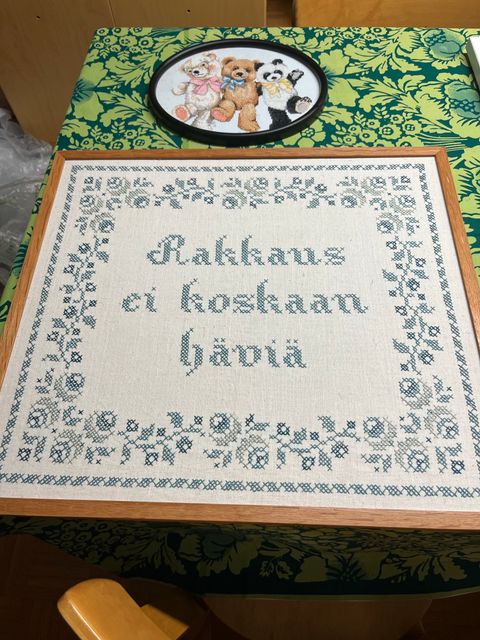 Rakkaus
ei koskaan
häviä